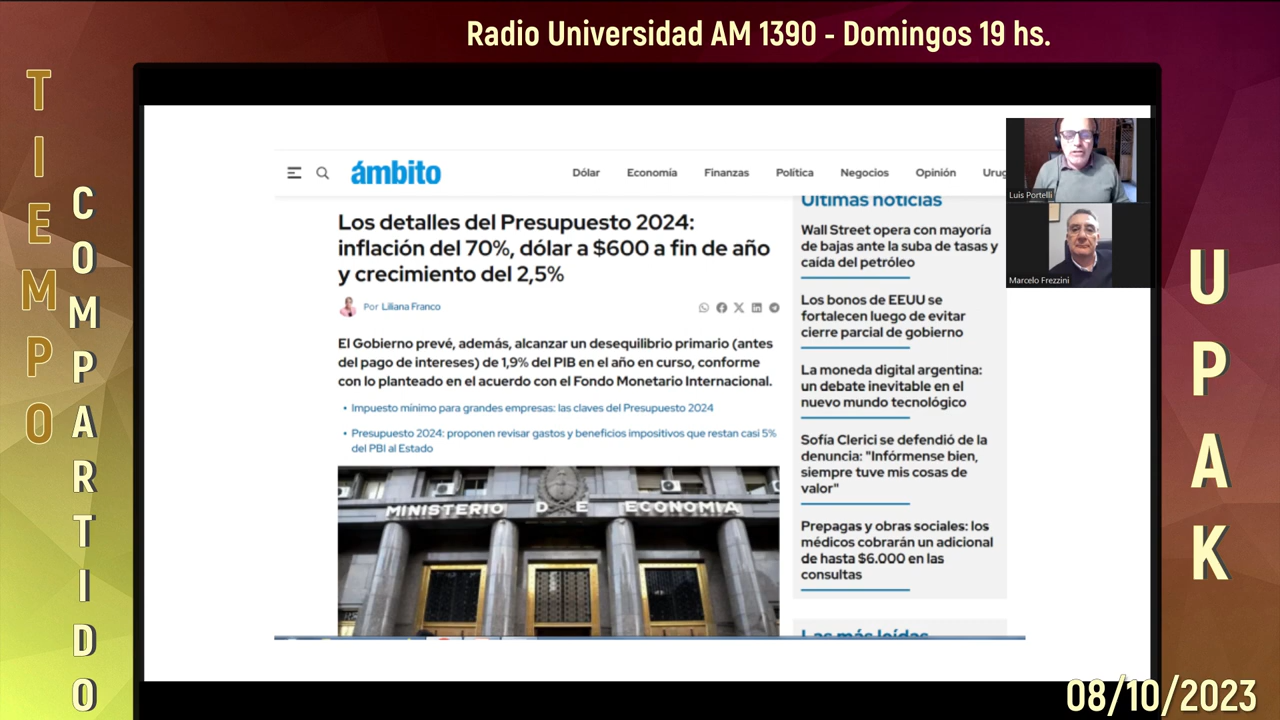 Radio Universidad AM 1390 - Domingos 19 hs.
TIEMPO
COMPARTIDO
UPAK
ámbito
Dólar
Economía
Finanzas
Política
Negocios
Opinión
Urug
Los detalles del Presupuesto 2024:
inflación del 70%, dólar a $600 a fin de año
y crecimiento del 2,5%
Por Liliana Franco
El Gobierno prevé, además, alcanzar un desequilibrio primario (antes
del pago de intereses) de 1,9% del PIB en el año en curso, conforme
con lo planteado en el acuerdo con el Fondo Monetario Internacional.
• Impuesto mínimo para grandes empresas: las claves del Presupuesto 2024
• Presupuesto 2024: proponen revisar gastos y beneficios impositivos que restan casi 5%
del PBI al Estado
MINISTERIO DE ECONOMIA
Últimas noticias
Wall Street opera con mayoría
de bajas ante la suba de tasas y
caída del petróleo
Los bonos de EEUU se
fortalecen luego de evitar
cierre parcial de gobierno
La moneda digital argentina:
un debate inevitable en el
nuevo mundo tecnológico
Sofía Clerici se defendió de la
denuncia: "Infórmense bien,
siempre tuve mis cosas de
valor"
Prepagas y obras sociales: los
médicos cobrarán un adicional
de hasta $6.000 en las
consultas
Las más leídas
Luis Portelli
Marcelo Frezzini
08/10/2023